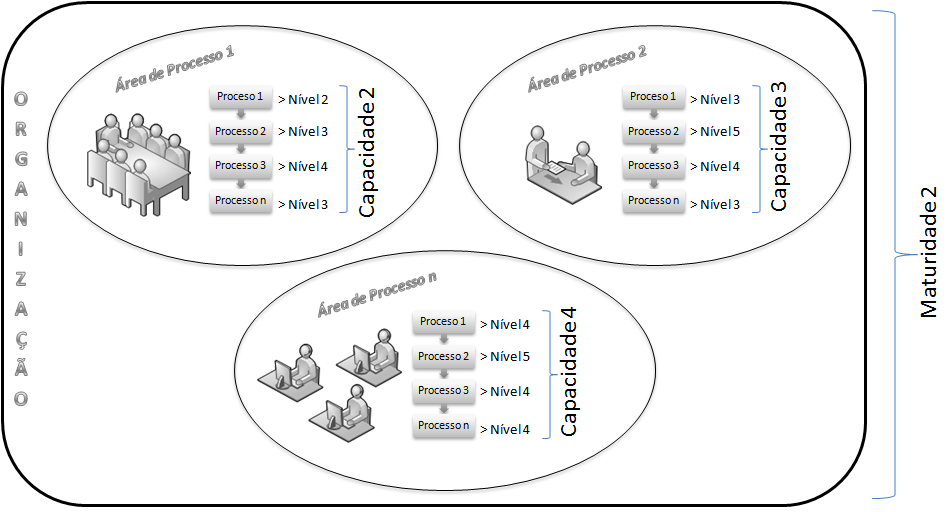 ORGANIZAÇÃO
Área de Processo 1
Proceso 1 > Nível 2
Processo 2 > Nível 3
Processo 3 > Nível 4
Processo n > Nível 3
Capacidade 2
Área de Processo 2
Proceso 1 > Nível 3
Processo 2 > Nível 5
Processo 3 > Nível 4
Processo n > Nível 3
Capacidade 3
Área de Processo n
Proceso 1 > Nível 4
Processo 2 > Nível 5
Processo 3 > Nível 4
Processo n > Nível 4
Capacidade 4
Maturidade 2